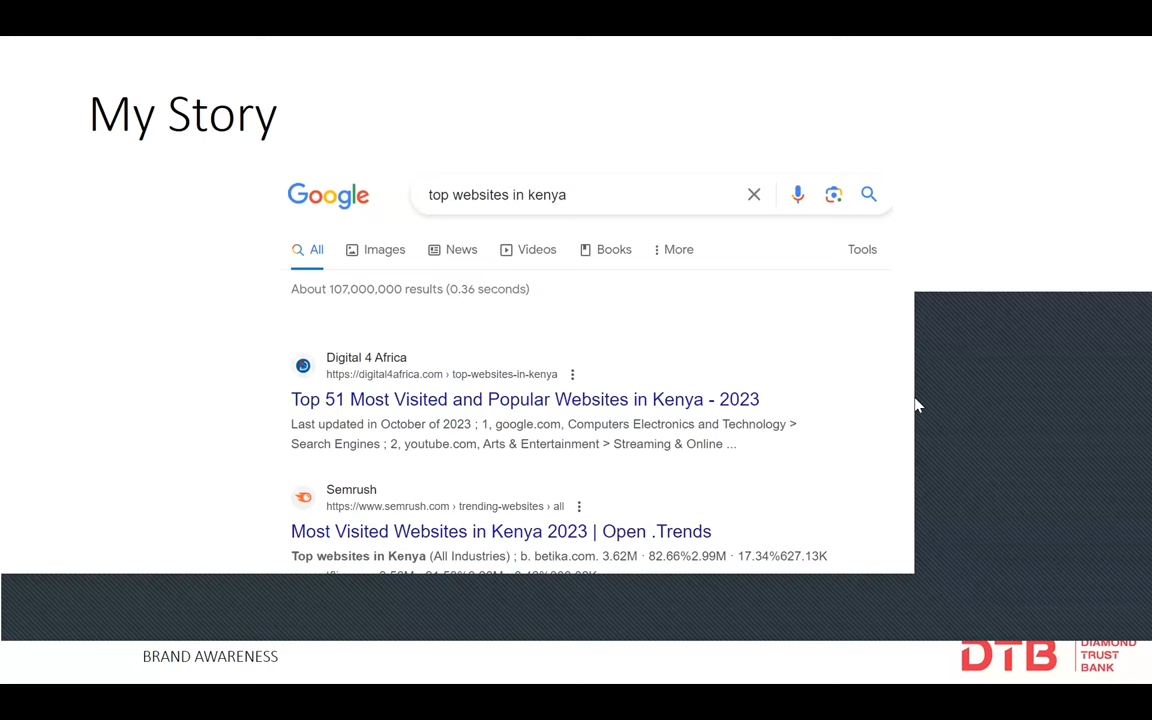 My Story
Google
top websites in kenya
All Images News Videos Books More Tools
About 107,000,000 results (0.36 seconds)
Digital 4 Africa
https://digital4africa.com › top-websites-in-kenya
Top 51 Most Visited and Popular Websites in Kenya - 2023
Last updated in October of 2023 ; 1, google.com, Computers Electronics and Technology >
Search Engines ; 2, youtube.com, Arts & Entertainment > Streaming & Online ...
Semrush
https://www.semrush.com › trending-websites › all
Most Visited Websites in Kenya 2023 | Open .Trends
Top websites in Kenya (All Industries) ; b. betika.com. 3.62M · 82.66%2.99M · 17.34%627.13K
BRAND AWARENESS
DTB
DIAMOND
TRUST
BANK